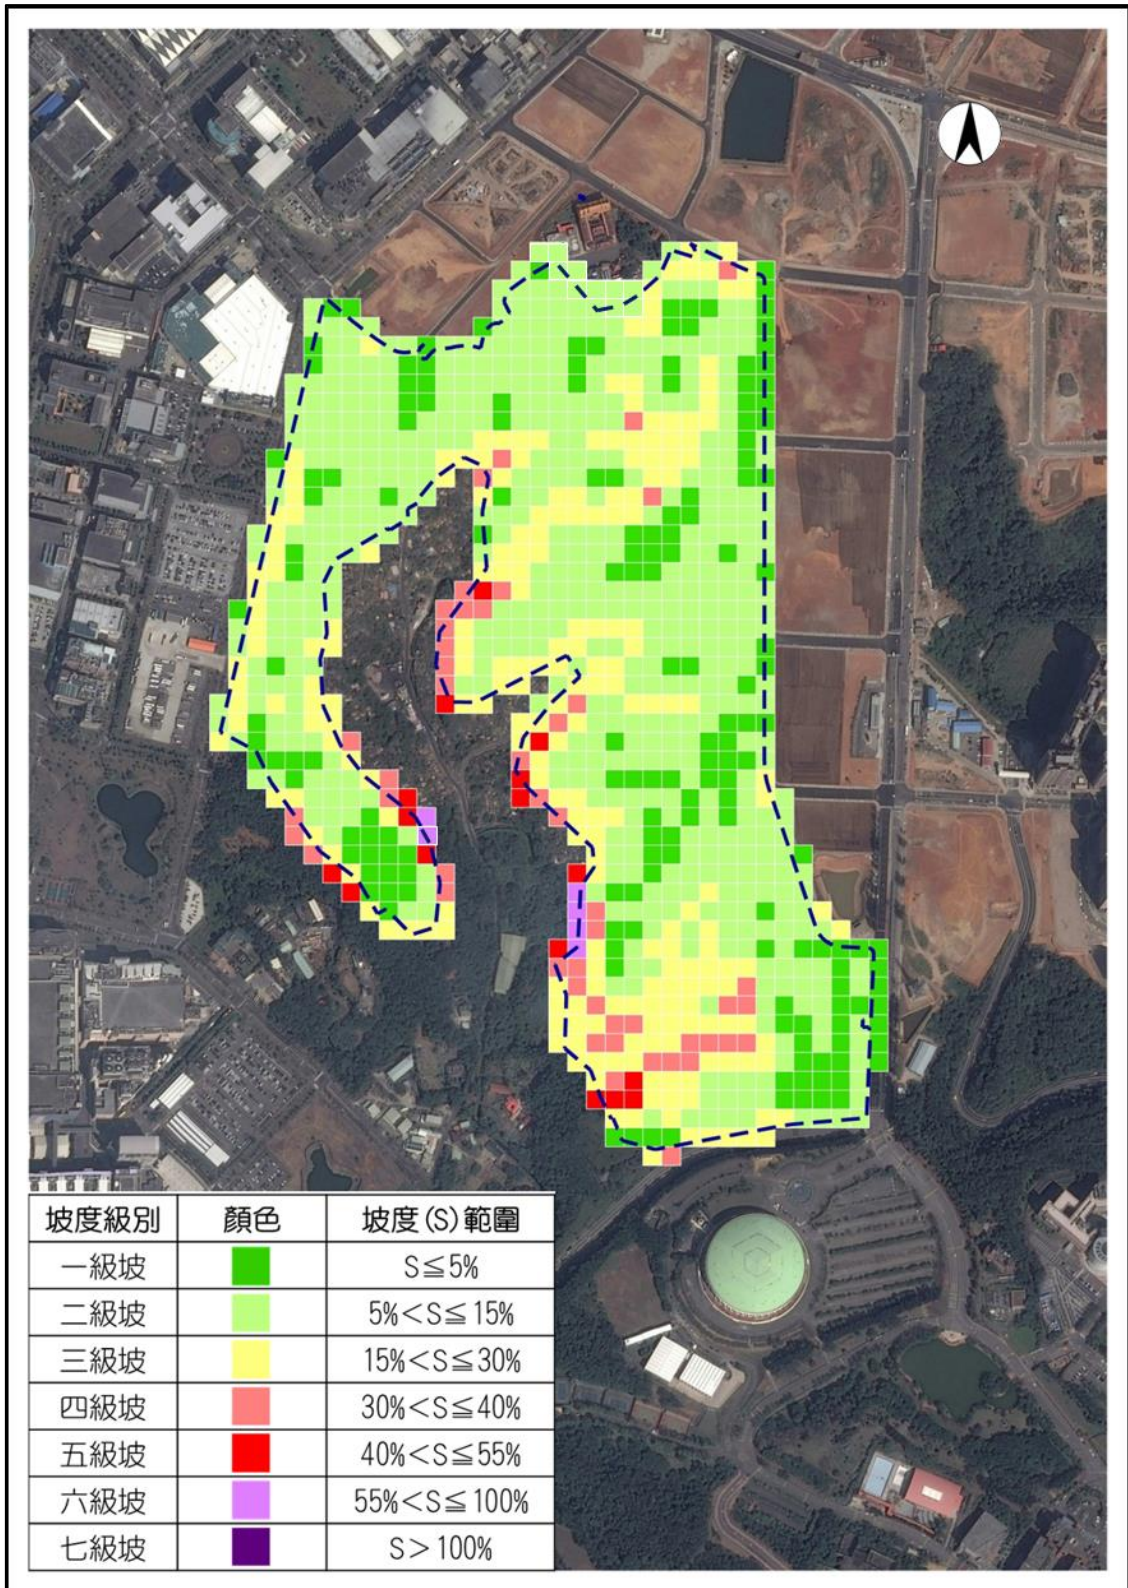 坡度級別 顏色 坡度(S)範圍
一級坡 S≦5%
二級坡 5%<S≦15%
三級坡 15%<S≦30%
四級坡 30%<S≦40%
五級坡 40%<S≦55%
六級坡 55%<S≦100%
七級坡 S>100%